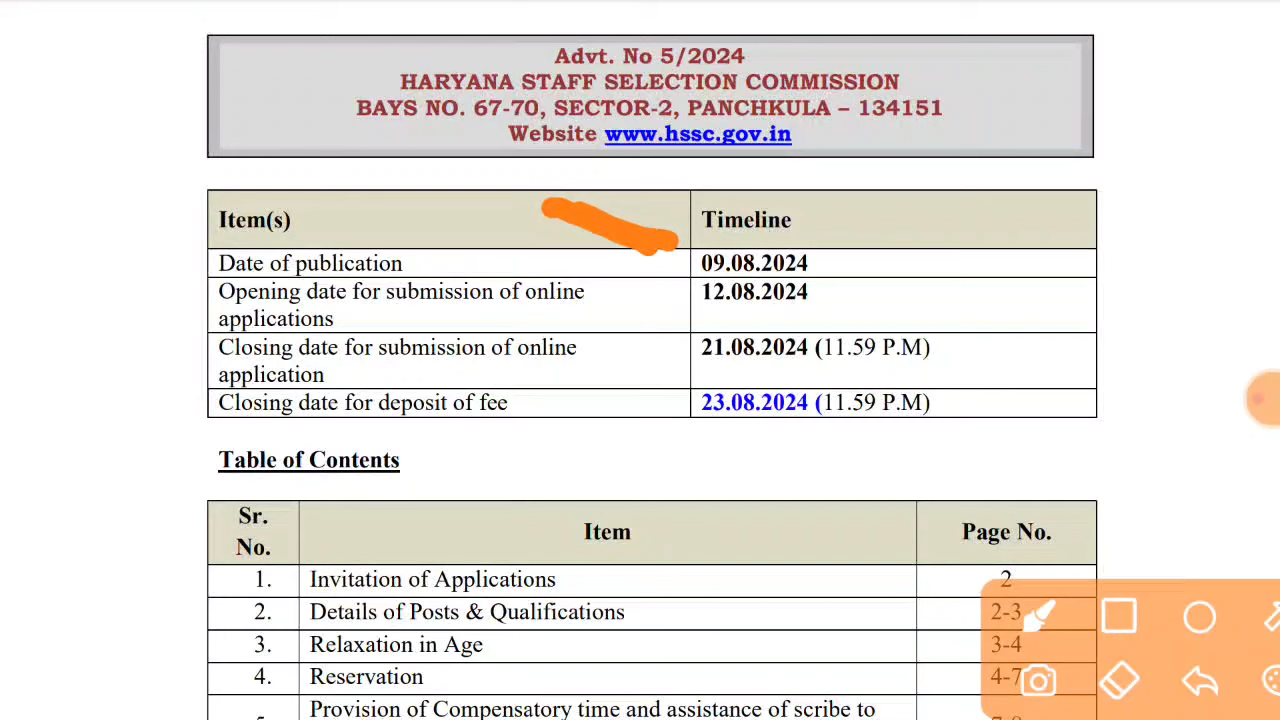 Advt. No 5/2024
HARYANA STAFF SELECTION COMMISSION
BAYS NO. 67-70, SECTOR-2, PANCHKULA – 134151
Website www.hssc.gov.in
Item(s) Timeline
Date of publication 09.08.2024
Opening date for submission of online 12.08.2024
applications
Closing date for submission of online 21.08.2024 (11.59 P.M)
application
Closing date for deposit of fee 23.08.2024 (11.59 P.M)
Table of Contents
Sr.
No. Item Page No.
1. Invitation of Applications 2
2. Details of Posts & Qualifications 2-3
3. Relaxation in Age 3-4
4. Reservation 4-7
Provision of Compensatory time and assistance of scribe to